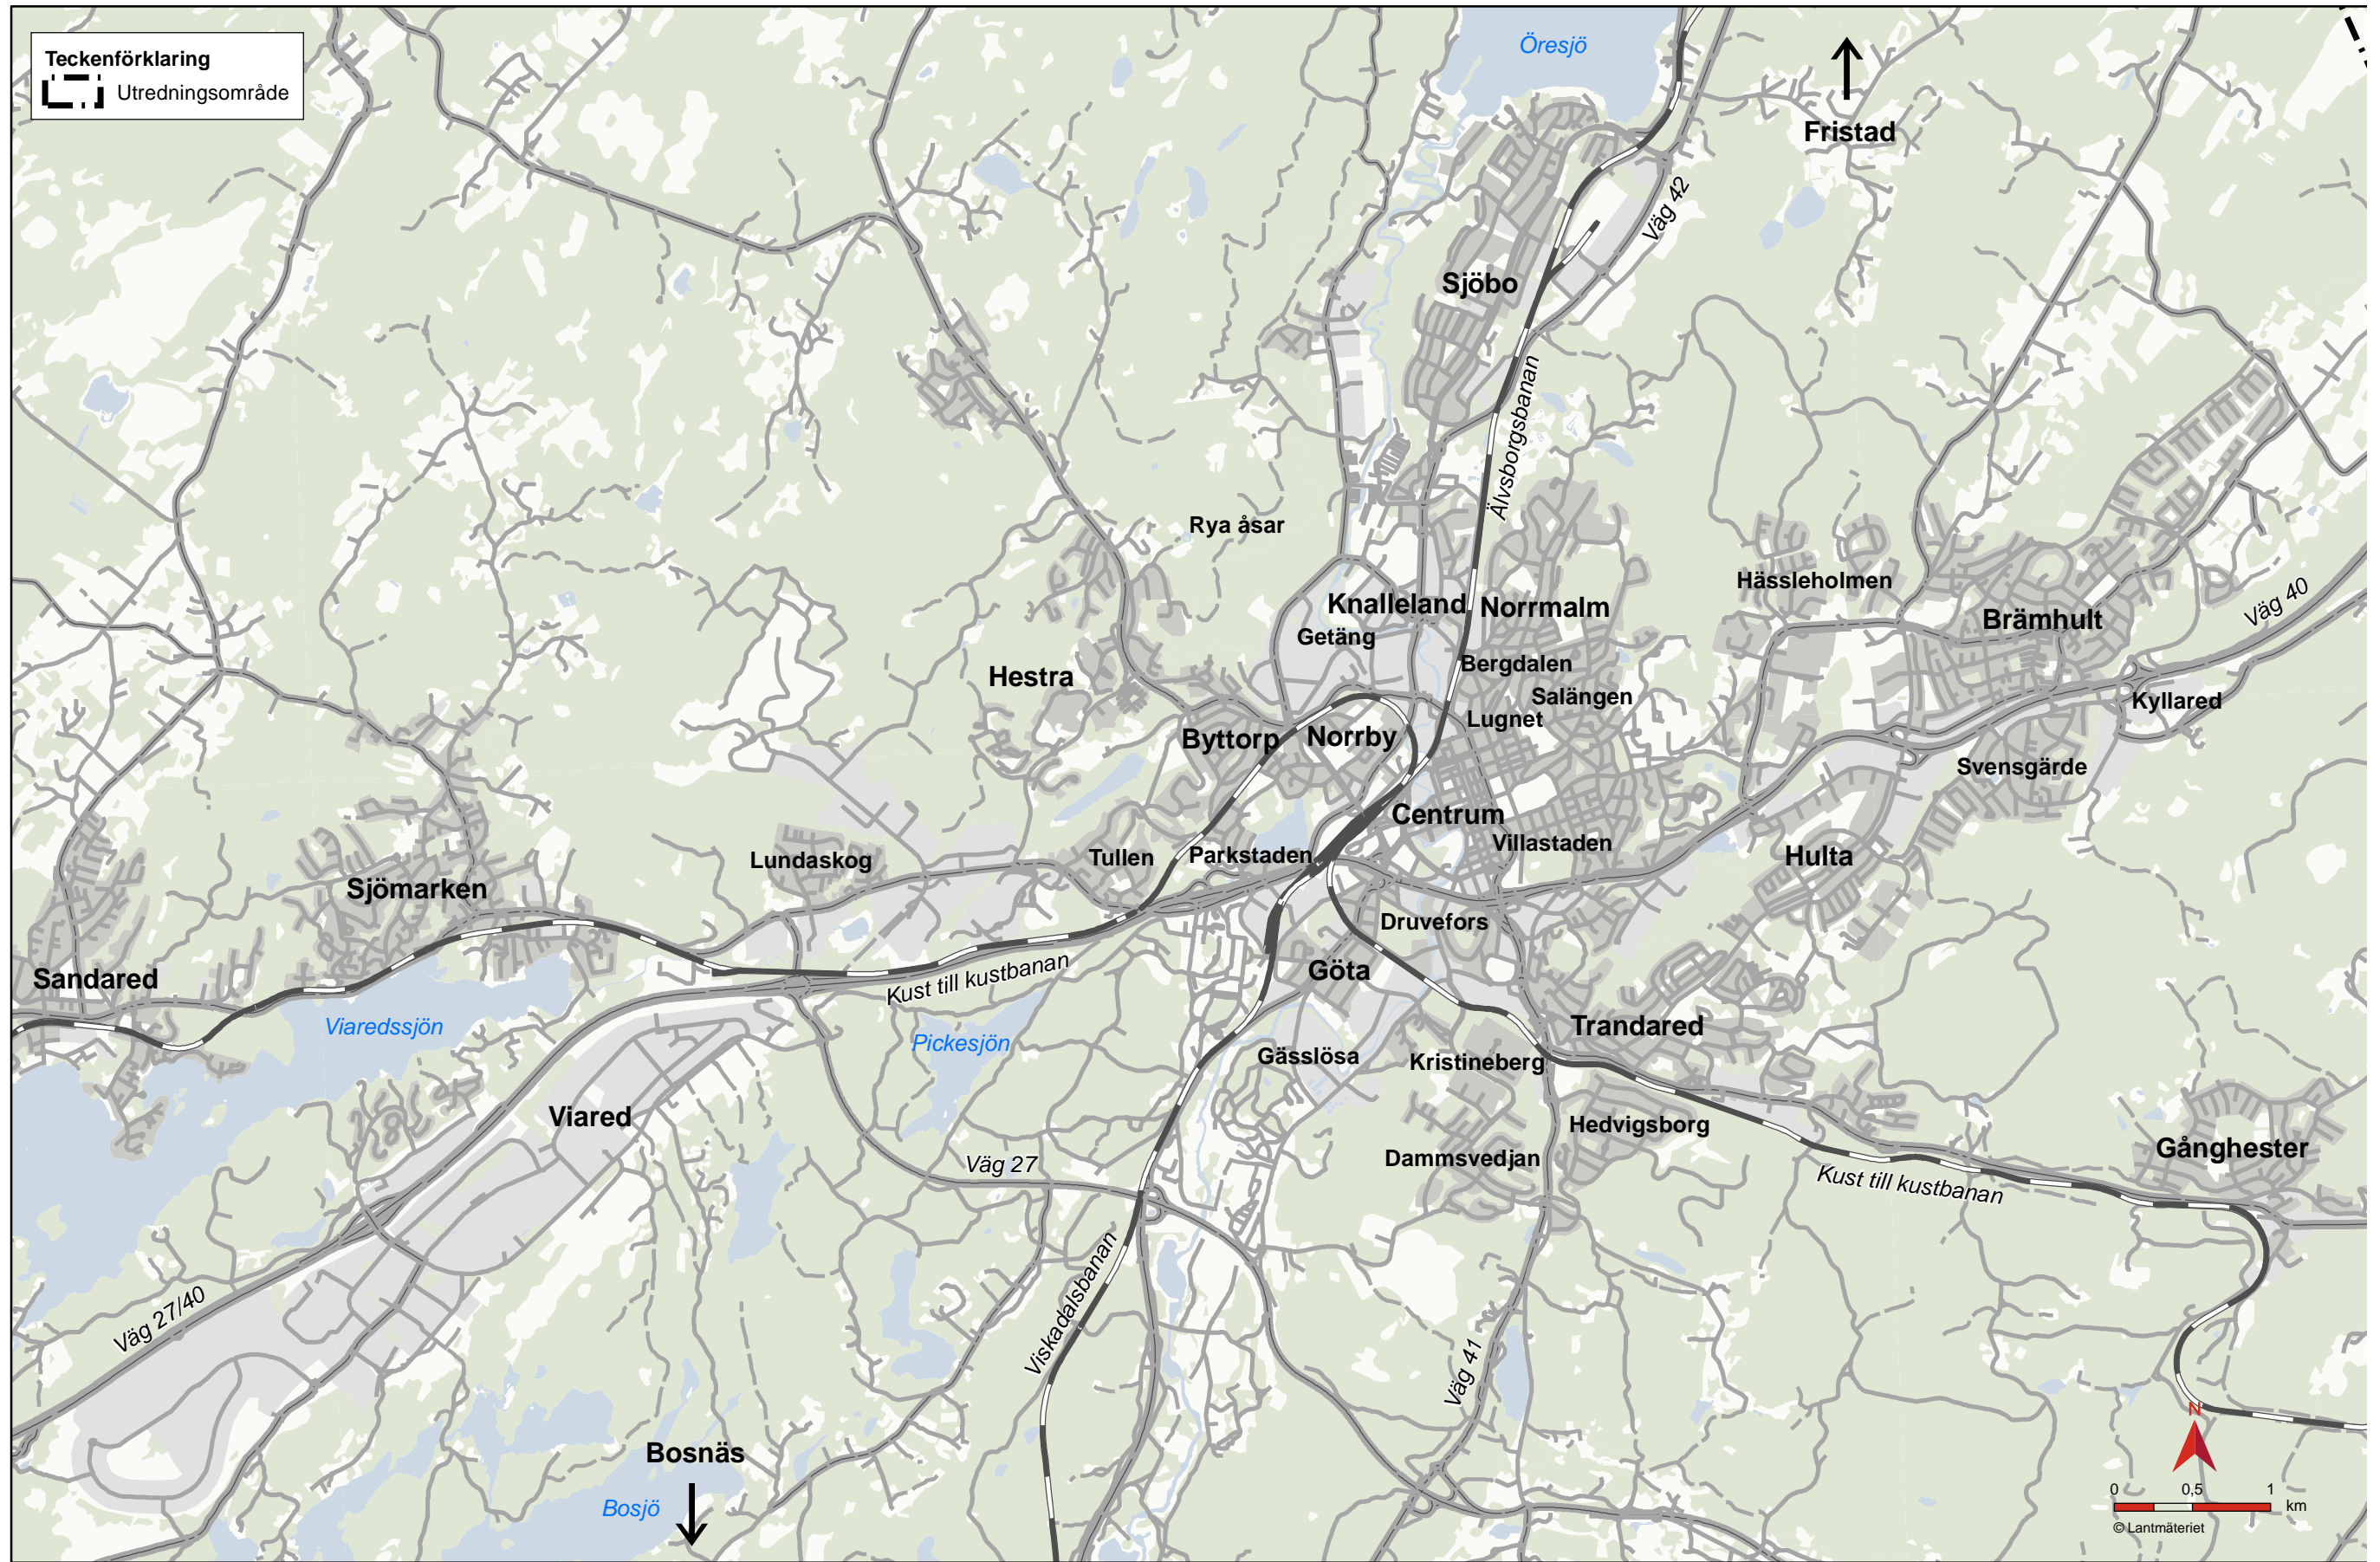 Teckenförklaring
Utredningsområde
Öresjö
Fristad
Väg 42
Sjöbo
Älvsborgsbanan
Rya åsar
Hässleholmen
Knalleland
Norrmalm
Brämhult
Väg 40
Getäng
Bergdalen
Hestra
Salängen
Kyllared
Lugnet
Byttorp
Norrby
Svensgärde
Centrum
Villastaden
Lundaskog
Tullen
Parkstaden
Hulta
Sjömarken
Druvefors
Sandared
Göta
Kust till kustbanan
Viaredssjön
Pickesjön
Trandared
Gässlösa
Kristineberg
Viared
Hedvigsborg
Gånghester
Dammsvedjan
Väg 27
Kust till kustbanan
Väg 27/40
Viskadalsbanan
Väg 41
Bosnäs
Bosjö
N
0 0,5 1
km
© Lantmäteriet